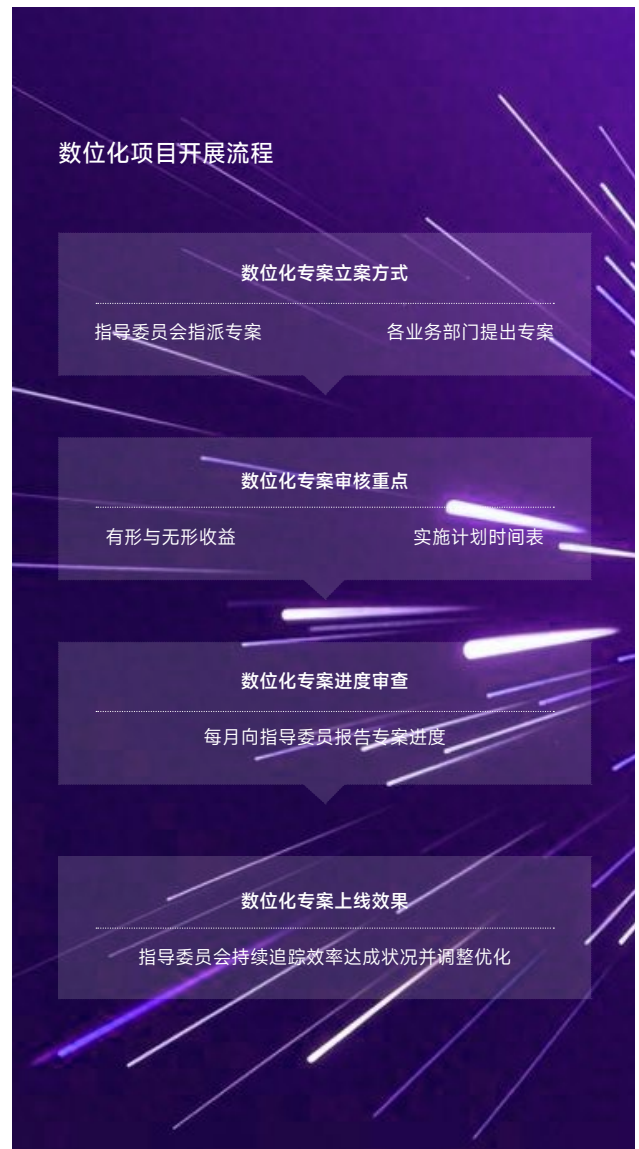 数位化项目开展流程
数位化专案立案方式
指导委员会指派专案 各业务部门提出专案
数位化专案审核重点
有形与无形收益 实施计划时间表
数位化专案进度审查
每月向指导委员报告专案进度
数位化专案上线效果
指导委员会持续追踪效率达成状况并调整优化